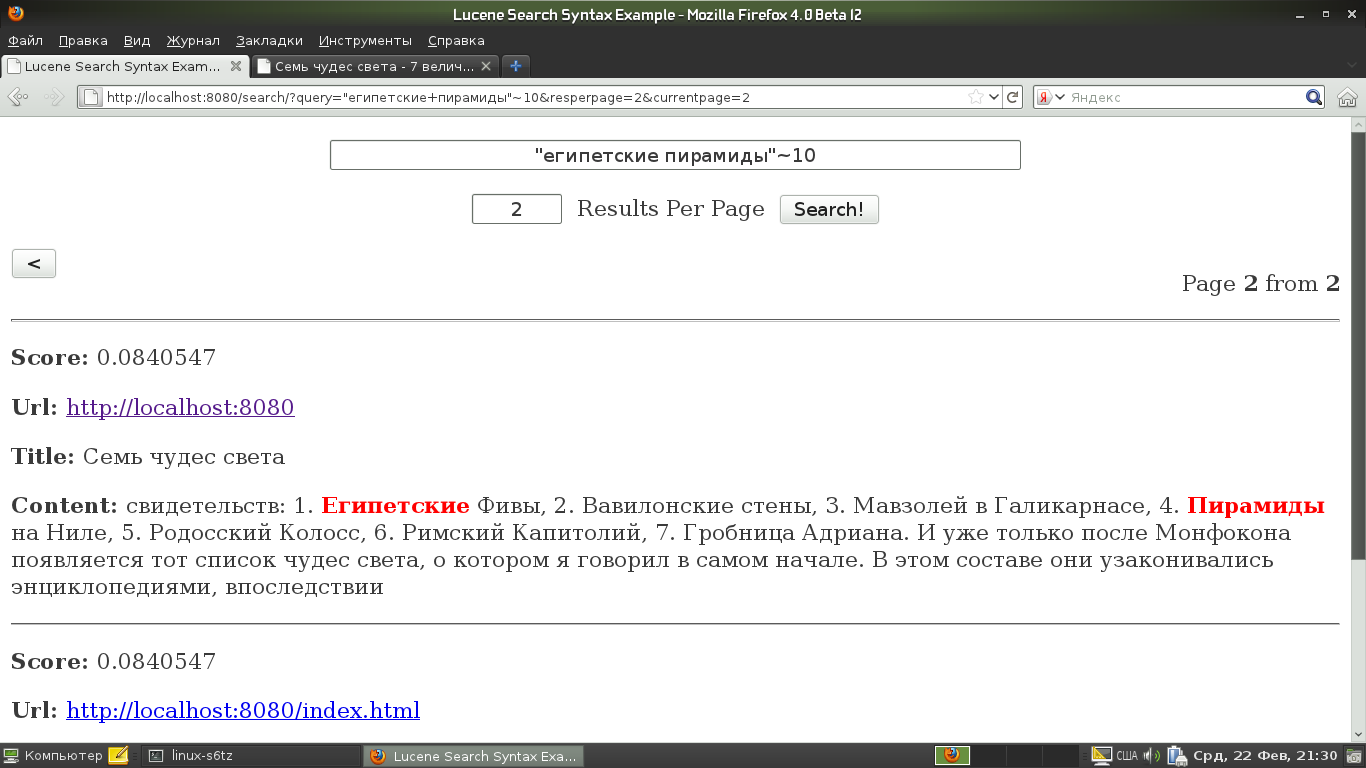 Lucene Search Syntax Example - Mozilla Firefox 4.0 Beta 12
Файл Правка Вид Журнал Закладки Инструменты Справка
Lucene Search Syntax Exam... Семь чудес света - 7 велич...
http://localhost:8080/search/?query="египетские+пирамиды"~10&resperpage=2&currentpage=2 Яндекс
"египетские пирамиды"~10
2 Results Per Page Search!
<
Page 2 from 2
Score: 0.0840547
Url: http://localhost:8080
Title: Семь чудес света
Content: свидетельств: 1. Египетские Фивы, 2. Вавилонские стены, 3. Мавзолей в Галикарнасе, 4. Пирамиды
на Ниле, 5. Родосский Колосс, 6. Римский Капитолий, 7. Гробница Адриана. И уже только после Монфокона
появляется тот список чудес света, о котором я говорил в самом начале. В этом составе они узаконивались
энциклопедиями, впоследствии
Score: 0.0840547
Url: http://localhost:8080/index.html
Компьютер linux-s6tz Lucene Search Syntax Exa... США Срд, 22 Фев, 21:30